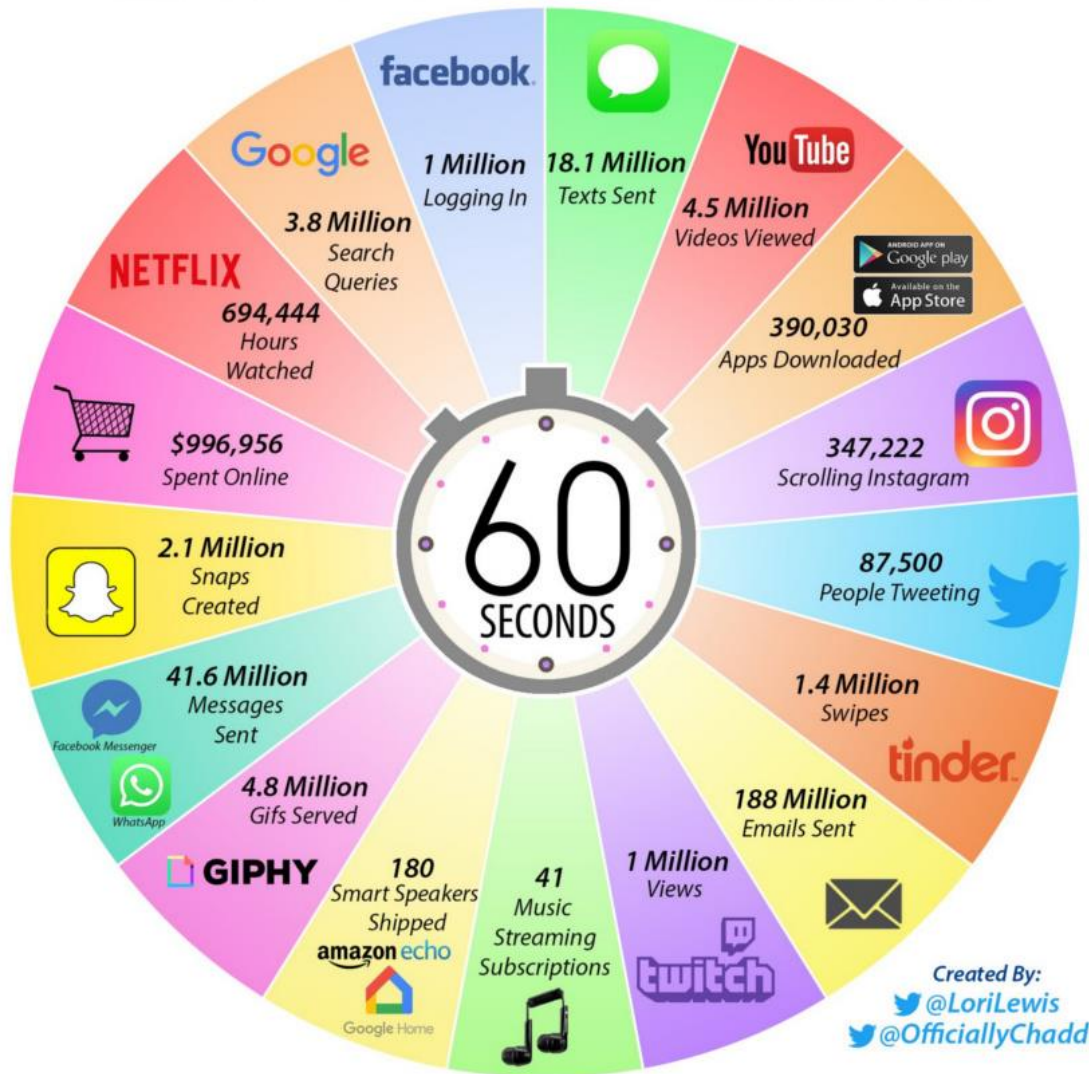 facebook.
1 Million
Logging In
18.1 Million
Texts Sent
YouTube
4.5 Million
Videos Viewed
ANDROID APP ON
Google play
Available on the
App Store
390,030
Apps Downloaded
347,222
Scrolling Instagram
87,500
People Tweeting
1.4 Million
Swipes
tinder
188 Million
Emails Sent
1 Million
Views
twitch
41
Music
Streaming
Subscriptions
180
Smart Speakers
Shipped
amazon echo
Google Home
4.8 Million
Gifs Served
GIPHY
41.6 Million
Messages
Sent
Facebook Messenger
WhatsApp
2.1 Million
Snaps
Created
$996,956
Spent Online
NETFLIX
694,444
Hours
Watched
Google
3.8 Million
Search
Queries
60
SECONDS
Created By:
@LoriLewis
@OfficiallyChadd